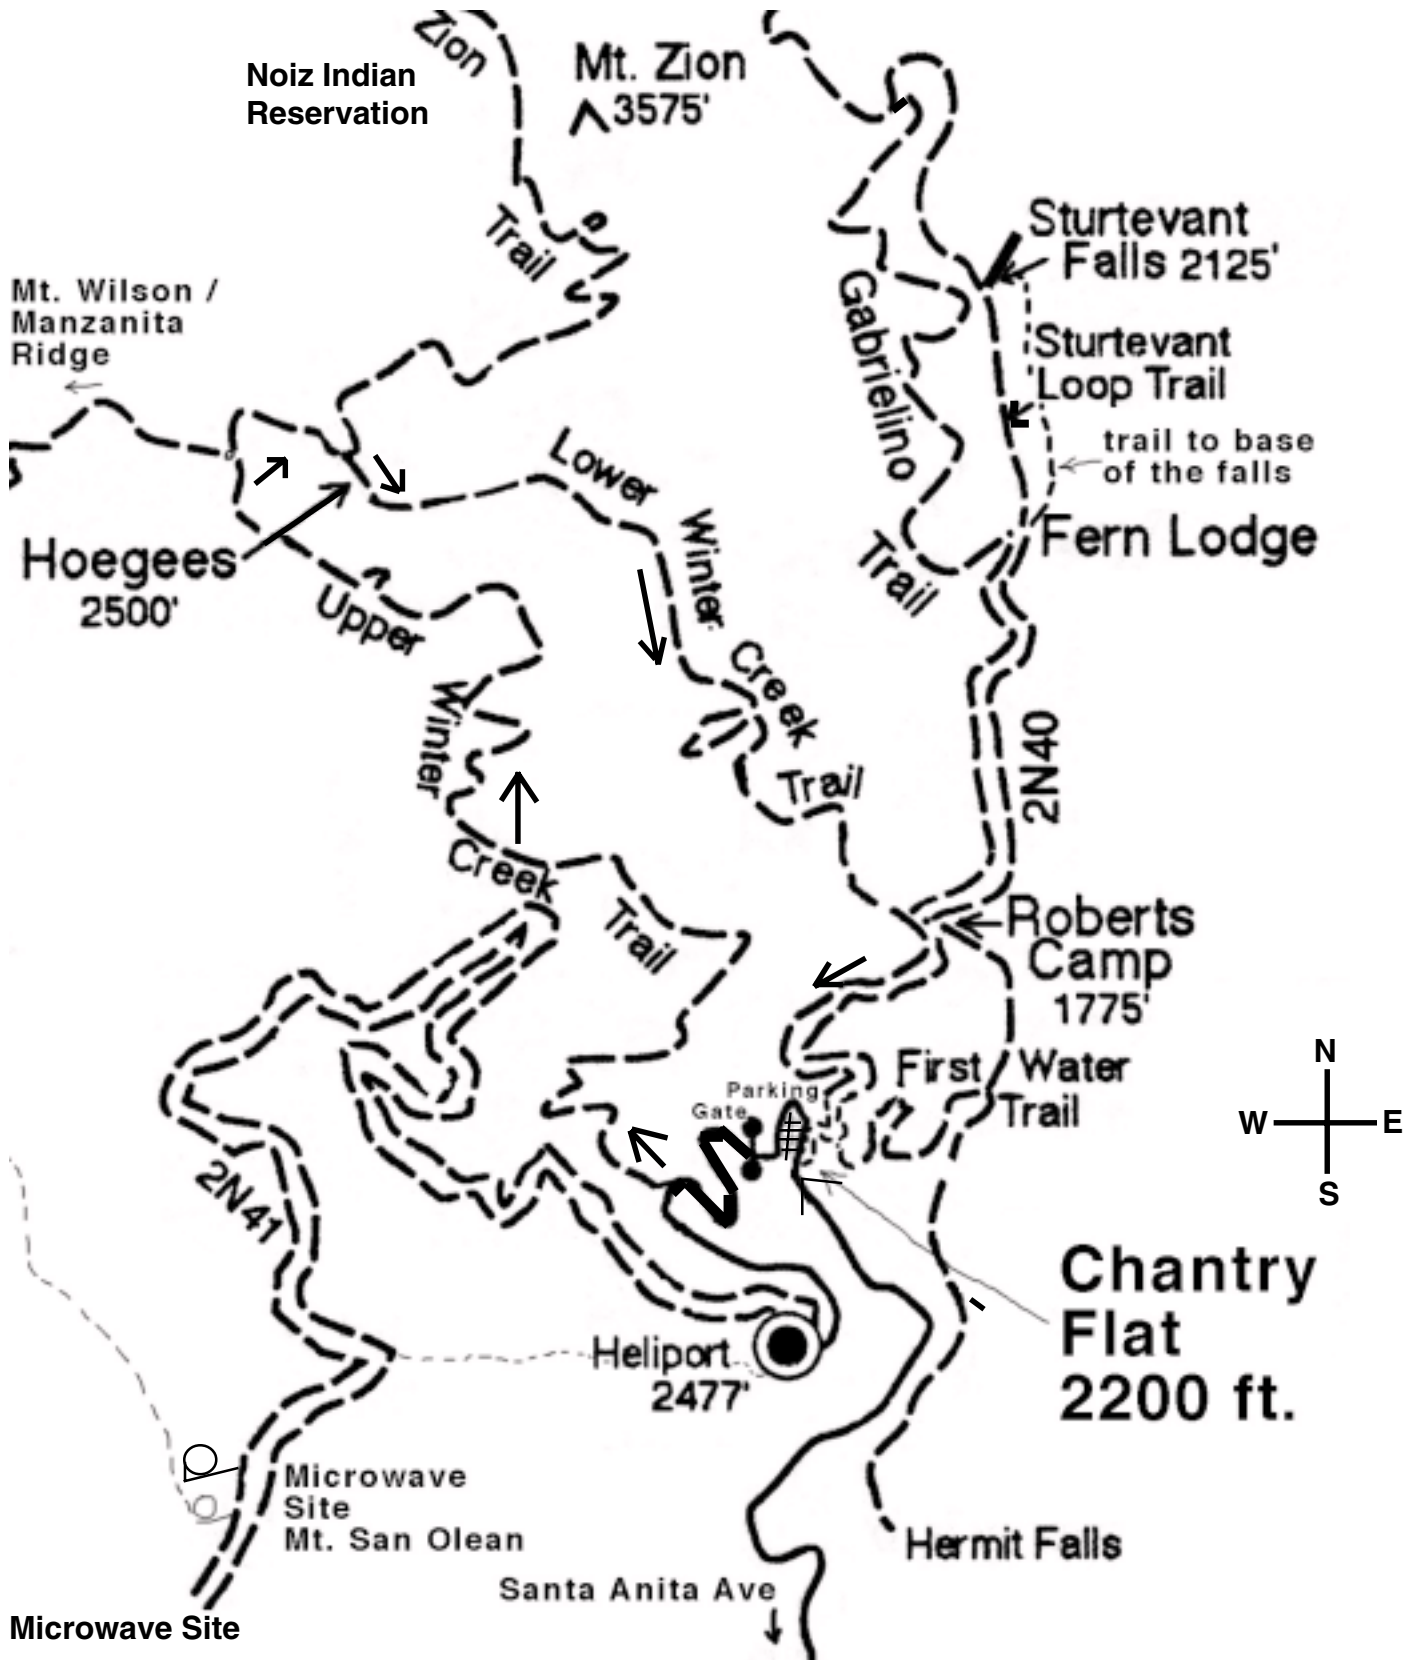 Zion
Noiz Indian
Reservation
Mt. Zion
3575'
Trail
Sturtevant
Falls 2125'
Mt. Wilson /
Manzanita
Ridge
Gabrielino
Trail
Sturtevant
Loop Trail
trail to base
of the falls
Lower
Winter
Creek
Trail
Hoegees
2500'
Fern Lodge
Upper
Winter
Creek
Trail
2N40
Roberts
Camp
1775'
First Water
Trail
Parking
Gate
N
W E
S
2N41
Chantry
Flat
2200 ft.
Heliport
2477'
Microwave
Site
Mt. San Olean
Hermit Falls
Santa Anita Ave
Microwave Site